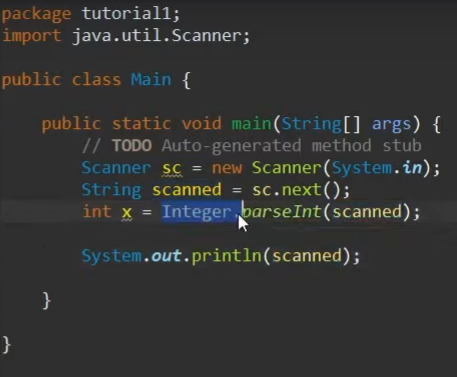 package tutorial1;
import java.util.Scanner;
public class Main {
public static void main(String[] args) {
// TODO Auto-generated method stub
Scanner sc = new Scanner(System.in);
String scanned = sc.next();
int x = Integer.parseInt(scanned);
System.out.println(scanned);
}
}